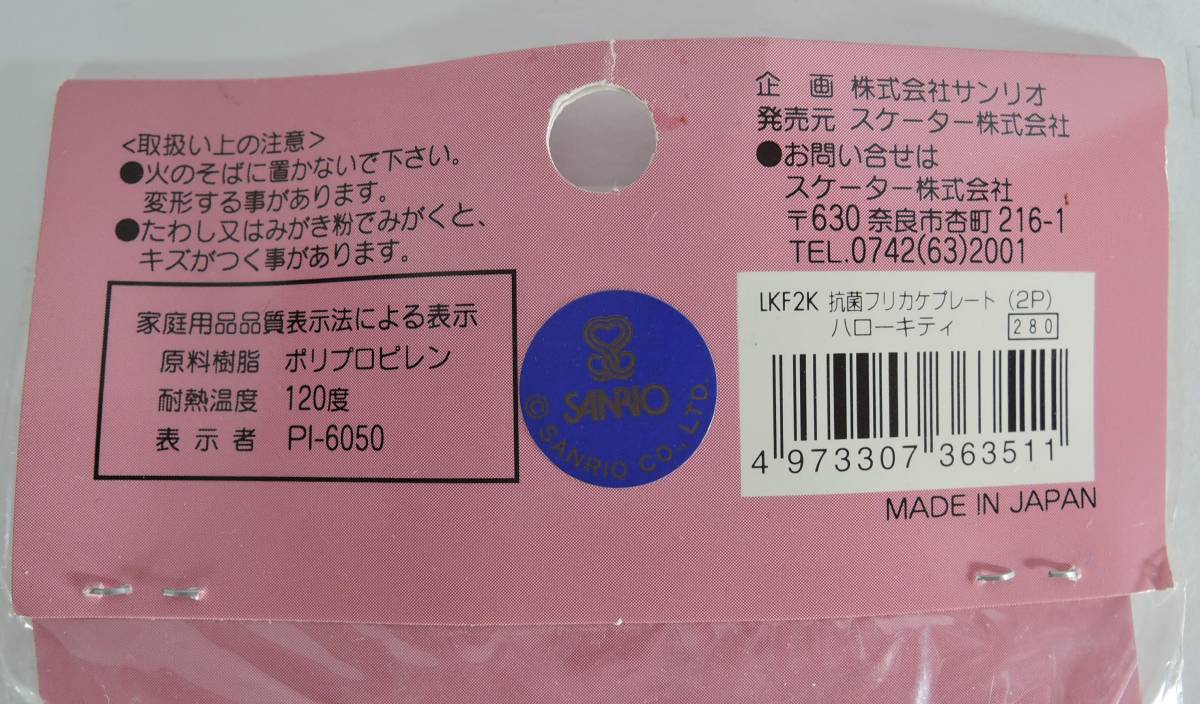 <取扱い上の注意>
●火のそばに置かないで下さい。
変形する事があります。
●たわし又はみがき粉でみがくと、
キズがつく事があります。
家庭用品品質表示法による表示
原料樹脂 ポリプロピレン
耐熱温度 120度
表示者 PI-6050
SANRIO
© SANRIO CO., LTD.
企画 株式会社サンリオ
発売元 スケーター株式会社
●お問い合せは
スケーター株式会社
〒630 奈良市杏町216-1
TEL.0742(63)2001
LKF2K 抗菌フリカケプレート (2P)
ハローキティ 280
4 973307 363511
MADE IN JAPAN